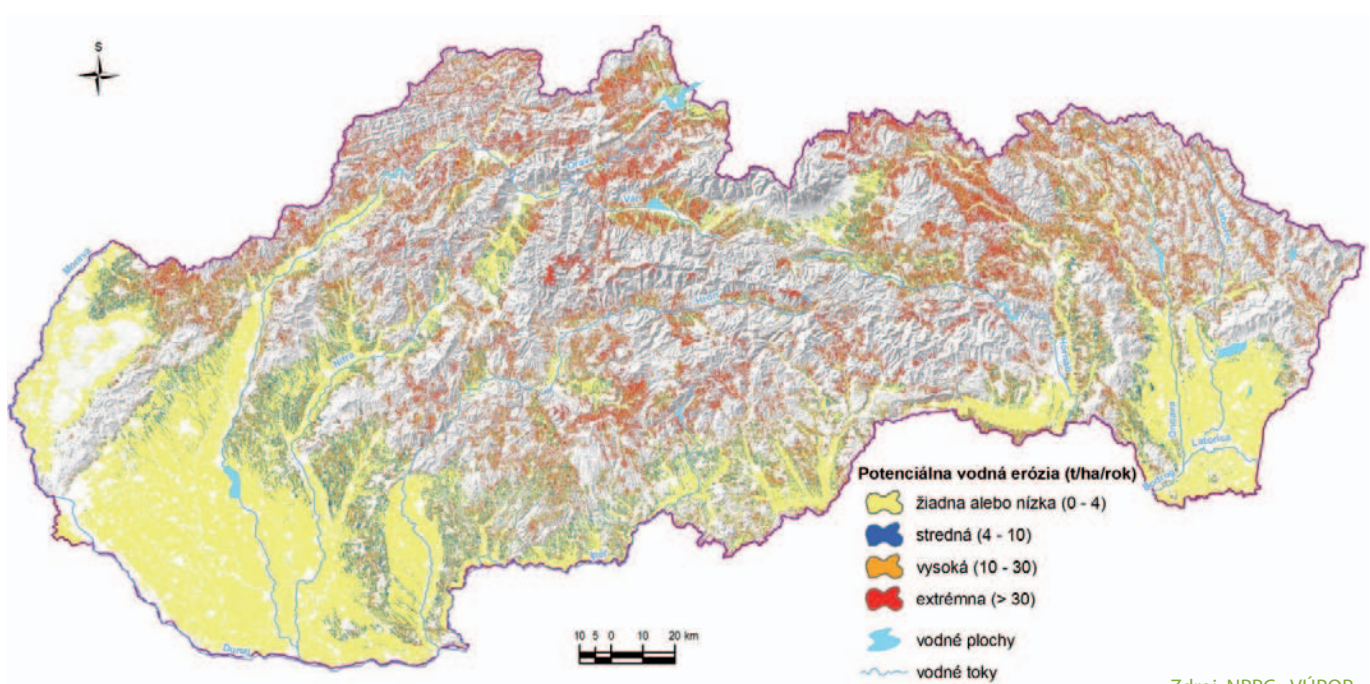 S
Morava
Váh
Orava
Nitra
Hron
Hornád
Laborec
Ondava
Latorica
Bodrog
Ipeľ
Dunaj
Potenciálna vodná erózia (t/ha/rok)
žiadna alebo nízka (0 - 4)
stredná (4 - 10)
vysoká (10 - 30)
extrémna (> 30)
vodné plochy
vodné toky
10 5 0 10 20 km